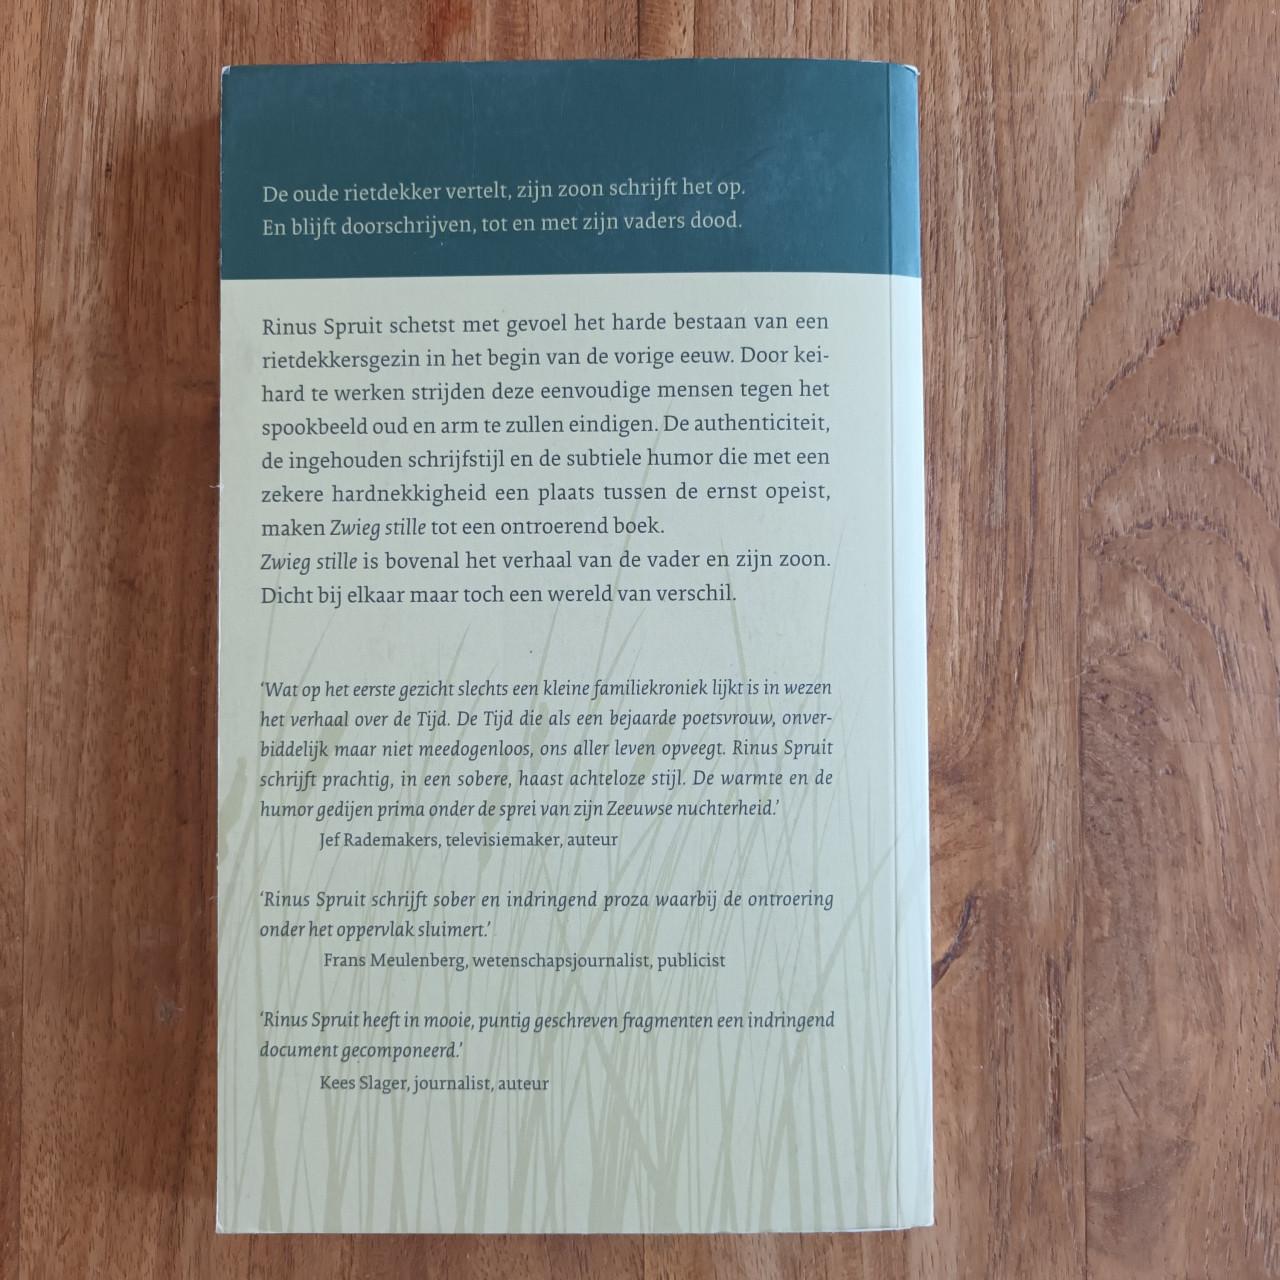 De oude rietdekker vertelt, zijn zoon schrijft het op.
En blijft doorschrijven, tot en met zijn vaders dood.
Rinus Spruit schetst met gevoel het harde bestaan van een
rietdekkersgezin in het begin van de vorige eeuw. Door kei-
hard te werken strijden deze eenvoudige mensen tegen het
spookbeeld oud en arm te zullen eindigen. De authenticiteit,
de ingehouden schrijfstijl en de subtiele humor die met een
zekere hardnekkigheid een plaats tussen de ernst opeist,
maken Zwieg stille tot een ontroerend boek.
Zwieg stille is bovenal het verhaal van de vader en zijn zoon.
Dicht bij elkaar maar toch een wereld van verschil.
‘Wat op het eerste gezicht slechts een kleine familiekroniek lijkt is in wezen
het verhaal over de Tijd. De Tijd die als een bejaarde poetsvrouw, onver-
biddelijk maar niet meedogenloos, ons aller leven opveegt. Rinus Spruit
schrijft prachtig, in een sobere, haast achteloze stijl. De warmte en de
humor gedijen prima onder de sprei van zijn Zeeuwse nuchterheid.’
Jef Rademakers, televisiemaker, auteur
‘Rinus Spruit schrijft sober en indringend proza waarbij de ontroering
onder het oppervlak sluimert.’
Frans Meulenberg, wetenschapsjournalist, publicist
‘Rinus Spruit heeft in mooie, puntig geschreven fragmenten een indringend
document gecomponeerd.’
Kees Slager, journalist, auteur